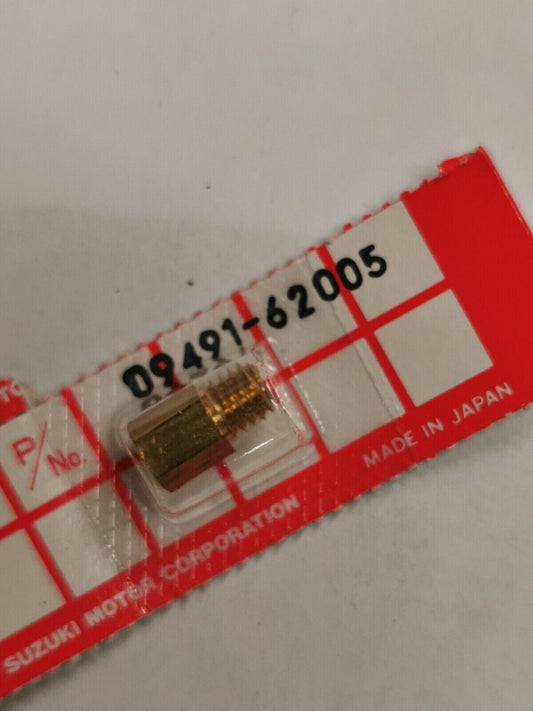 09491-62005
P/No.
MADE IN JAPAN
SUZUKI MOTOR CORPORATION